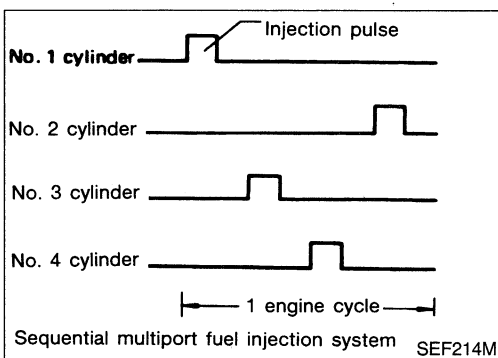 Injection pulse
No. 1 cylinder
No. 2 cylinder
No. 3 cylinder
No. 4 cylinder
1 engine cycle
Sequential multiport fuel injection system
SEF214M